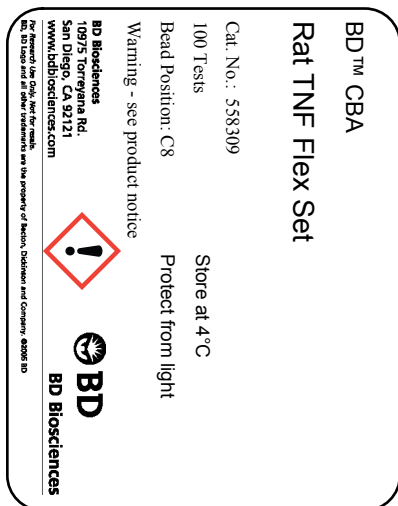 BD™ CBA
Rat TNF Flex Set
Cat. No.: 558309
100 Tests
Store at 4°C
Bead Position: C8
Protect from light
Warning - see product notice
BD Biosciences
10975 Torreyana Rd.
San Diego, CA 92121
www.bdbiosciences.com
BD
BD Biosciences
For Research Use Only. Not for resale.
BD, BD Logo and all other trademarks are the property of Becton, Dickinson and Company. ©2005 BD